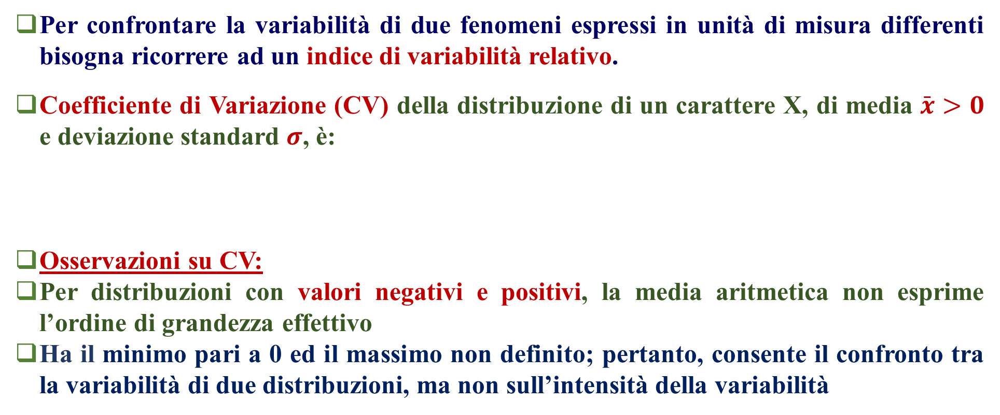 Per confrontare la variabilità di due fenomeni espressi in unità di misura differenti
bisogna ricorrere ad un indice di variabilità relativo.
Coefficiente di Variazione (CV) della distribuzione di un carattere X, di media x̄ > 0
e deviazione standard σ, è:
Osservazioni su CV:
Per distribuzioni con valori negativi e positivi, la media aritmetica non esprime
l’ordine di grandezza effettivo
Ha il minimo pari a 0 ed il massimo non definito; pertanto, consente il confronto tra
la variabilità di due distribuzioni, ma non sull’intensità della variabilità